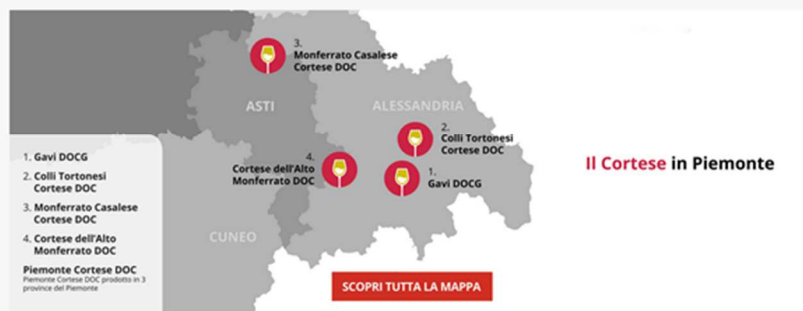 3.
Monferrato Casalese
Cortese DOC
ASTI
ALESSANDRIA
2.
Colli Tortonesi
Cortese DOC
4.
Cortese dell'Alto
Monferrato DOC
1.
Gavi DOCG
CUNEO
1. Gavi DOCG
2. Colli Tortonesi
Cortese DOC
3. Monferrato Casalese
Cortese DOC
4. Cortese dell'Alto
Monferrato DOC
Piemonte Cortese DOC
Piemonte Cortese DOC prodotto in 3
province del Piemonte
SCOPRI TUTTA LA MAPPA
Il Cortese in Piemonte